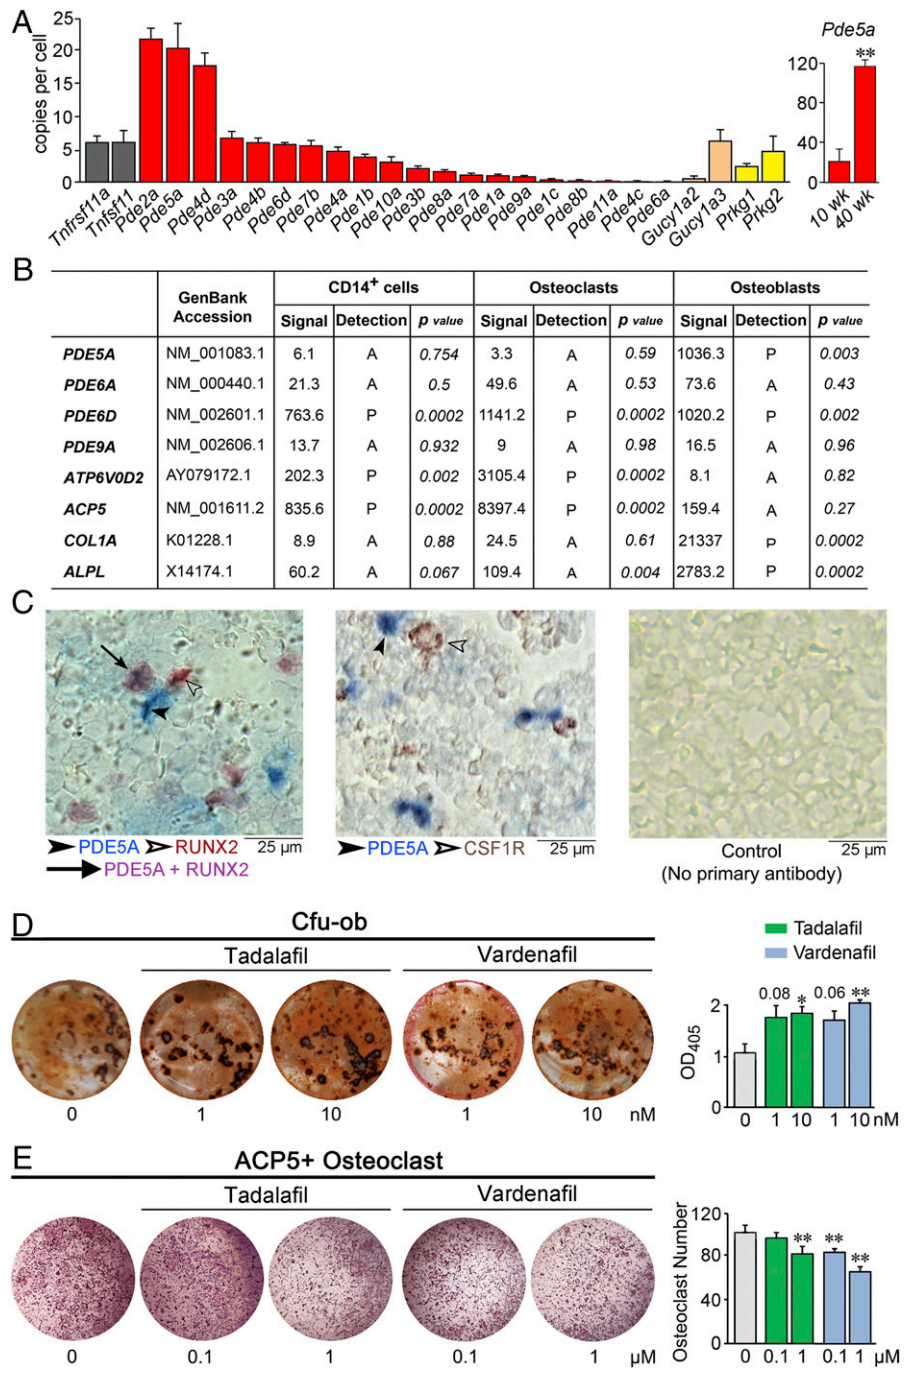 A
copies per cell
25
20
15
10
5
0
Tnfrsf11a
Tnfsf11
Pde2a
Pde5a
Pde4d
Pde3a
Pde4b
Pde6d
Pde7b
Pde4a
Pde1b
Pde10a
Pde3b
Pde8a
Pde7a
Pde1a
Pde9a
Pde1c
Pde8b
Pde11a
Pde4c
Pde6a
Gucy1a2
Gucy1a3
Prkg1
Prkg2
Pde5a
120
80
40
0
**
10 wk
40 wk
B
GenBank Accession CD14+ cells Osteoclasts Osteoblasts
Signal Detection p value Signal Detection p value Signal Detection p value
PDE5A NM_001083.1 6.1 A 0.754 3.3 A 0.59 1036.3 P 0.003
PDE6A NM_000440.1 21.3 A 0.5 49.6 A 0.53 73.6 A 0.43
PDE6D NM_002601.1 763.6 P 0.0002 1141.2 P 0.0002 1020.2 P 0.002
PDE9A NM_002606.1 13.7 A 0.932 9 A 0.98 16.5 A 0.96
ATP6V0D2 AY079172.1 202.3 P 0.002 3105.4 P 0.0002 8.1 A 0.82
ACP5 NM_001611.2 835.6 P 0.0002 8397.4 P 0.0002 159.4 A 0.27
COL1A K01228.1 8.9 A 0.88 24.5 A 0.61 21337 P 0.0002
ALPL X14174.1 60.2 A 0.067 109.4 A 0.004 2783.2 P 0.0002
C
PDE5A RUNX2 25 µm
PDE5A + RUNX2
PDE5A CSF1R 25 µm
Control 25 µm
(No primary antibody)
D
Cfu-ob
Tadalafil Vardenafil
0 1 10 1 10 nM
Tadalafil
Vardenafil
OD405
2
1
0
0.08 * 0.06 **
0 1 10 1 10 nM
E
ACP5+ Osteoclast
Tadalafil Vardenafil
0 0.1 1 0.1 1 µM
Osteoclast Number
120
80
40
0
** ** **
0 0.1 1 0.1 1 µM